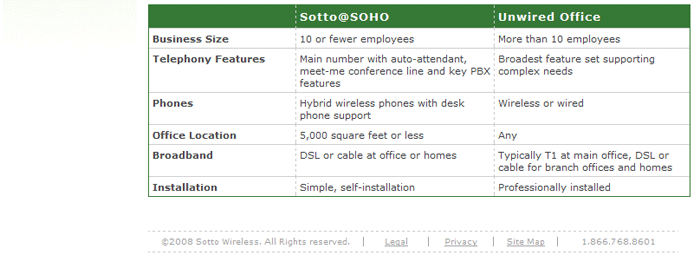 Sotto@SOHO Unwired Office
Business Size 10 or fewer employees More than 10 employees
Telephony Features Main number with auto-attendant, Broadest feature set supporting
meet-me conference line and key PBX complex needs
features
Phones Hybrid wireless phones with desk Wireless or wired
phone support
Office Location 5,000 square feet or less Any
Broadband DSL or cable at office or homes Typically T1 at main office, DSL or
cable for branch offices and homes
Installation Simple, self-installation Professionally installed
©2008 Sotto Wireless. All Rights reserved. | Legal | Privacy | Site Map | 1.866.768.8601